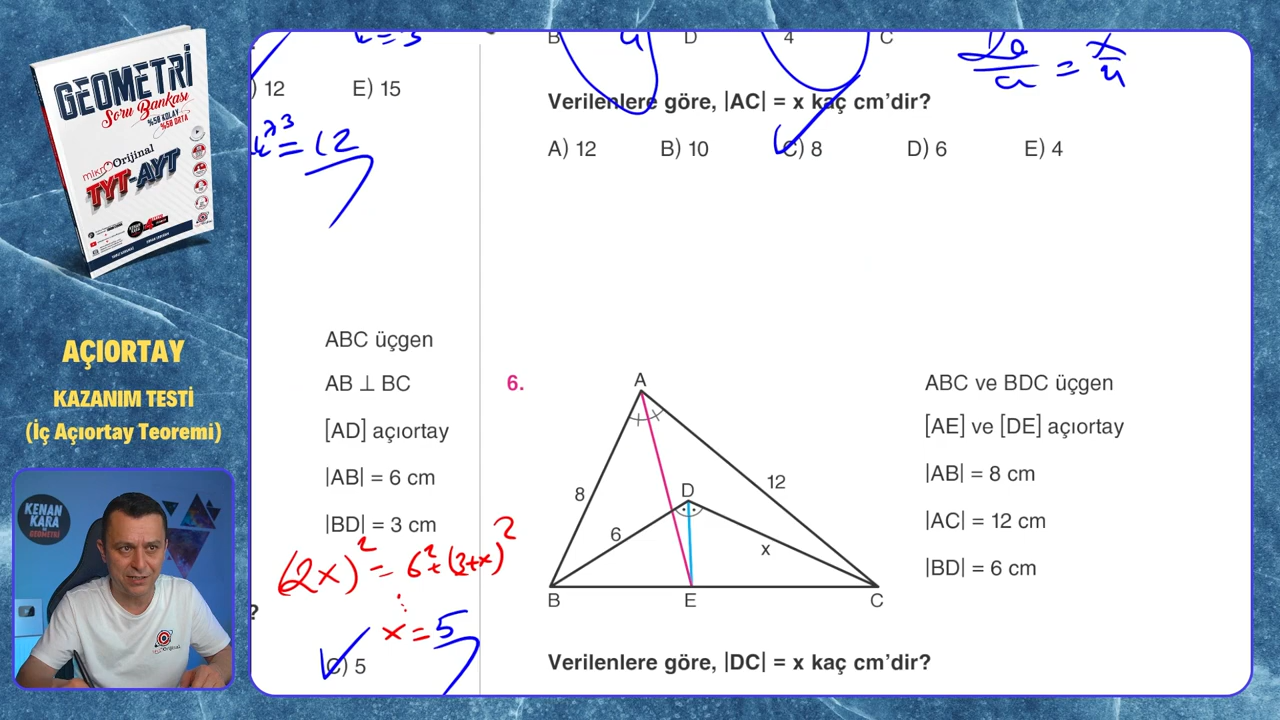 GEOMETRİ
Soru Bankası
%50 KOLAY
%50 ORTA
mikro Orijinal
TYT-AYT
AÇIORTAY
KAZANIM TESTİ
(İç Açıortay Teoremi)
KENAN
KARA
GEOMETRİ
) 12 E) 15
= 12
ABC üçgen
AB ⊥ BC
[AD] açıortay
|AB| = 6 cm
|BD| = 3 cm
(2x)² = 6² + (3+x)²
x = 5
C) 5
B 4 D 4 C
= x/4
Verilenlere göre, |AC| = x kaç cm'dir?
A) 12 B) 10 C) 8 D) 6 E) 4
6.
A
8
12
D
6
x
B E C
ABC ve BDC üçgen
[AE] ve [DE] açıortay
|AB| = 8 cm
|AC| = 12 cm
|BD| = 6 cm
Verilenlere göre, |DC| = x kaç cm'dir?